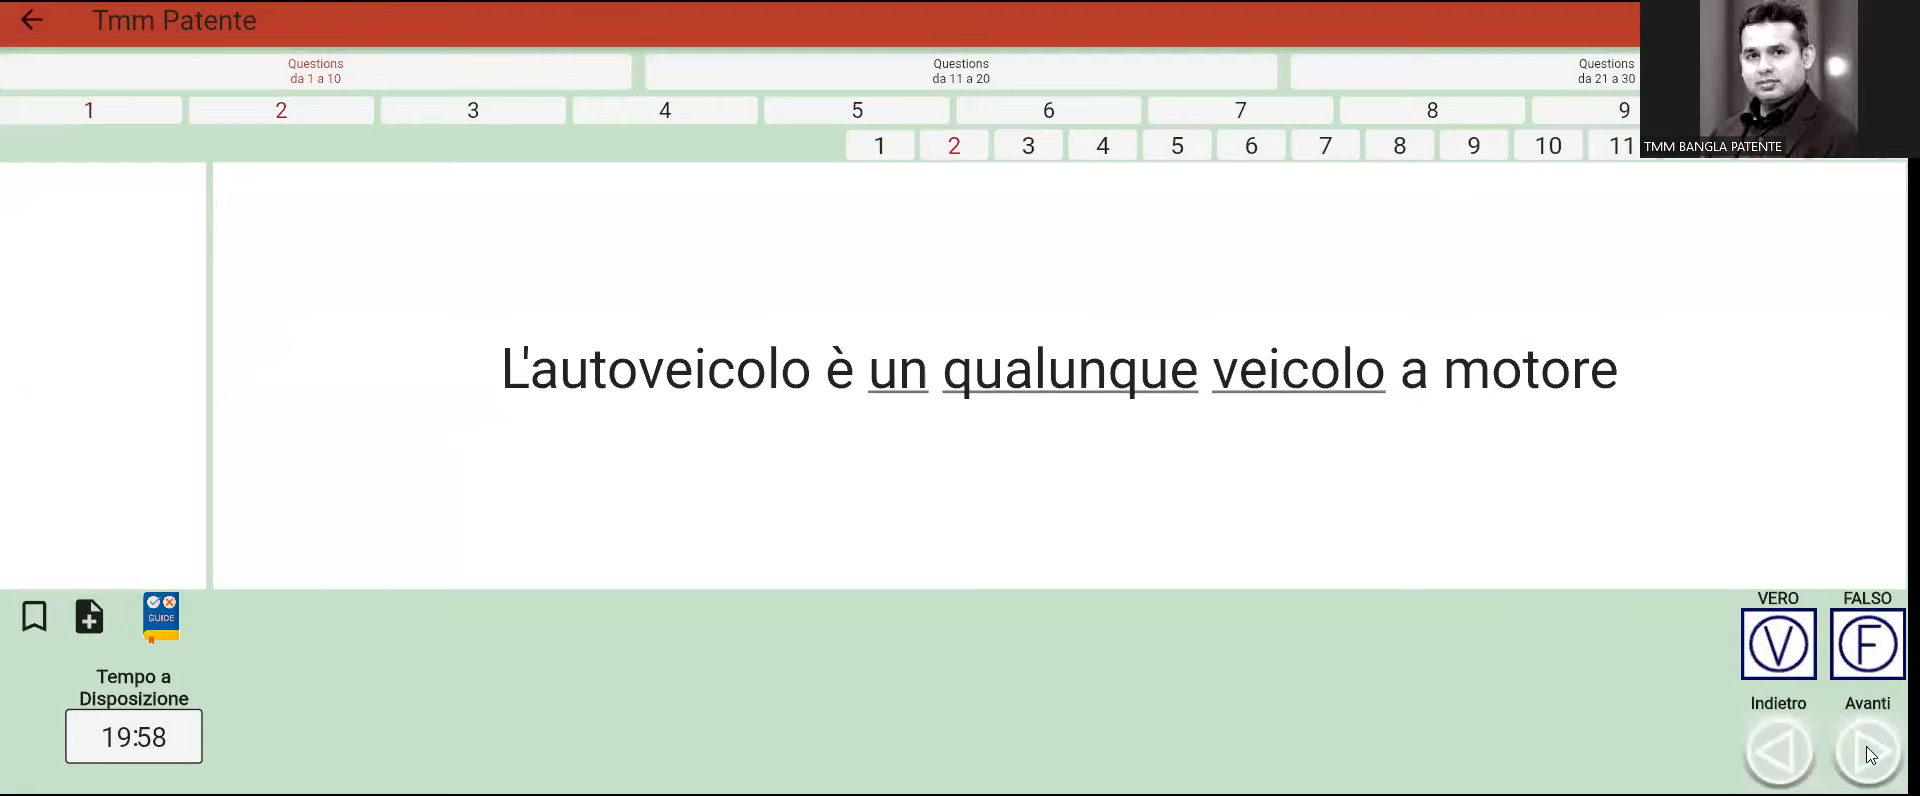 Tmm Patente
Questions
da 1 a 10
Questions
da 11 a 20
Questions
da 21 a 30
1 2 3 4 5 6 7 8 9
1 2 3 4 5 6 7 8 9 10 11
TMM BANGLA PATENTE
L'autoveicolo è un qualunque veicolo a motore
GUIDE
VERO FALSO
V F
Tempo a
Disposizione
19:58
Indietro Avanti